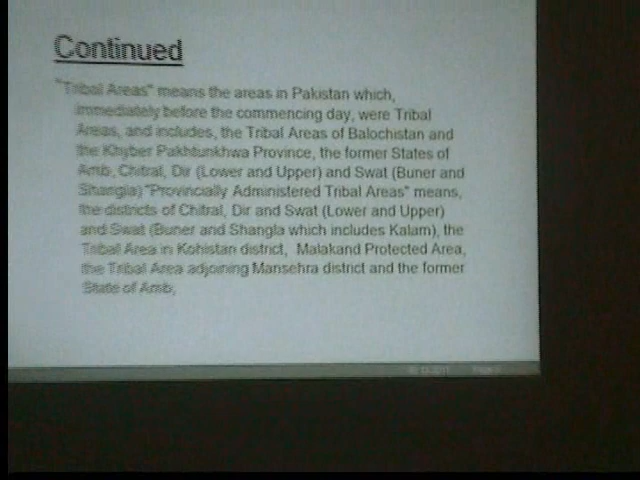 Continued
"Tribal Areas" means the areas in Pakistan which,
immediately before the commencing day, were Tribal
Areas, and includes, the Tribal Areas of Balochistan and
the Khyber Pakhtunkhwa Province, the former States of
Amb, Chitral, Dir (Lower and Upper) and Swat (Buner and
Shangla) "Provincially Administered Tribal Areas" means,
the districts of Chitral, Dir and Swat (Lower and Upper)
and Swat (Buner and Shangla which includes Kalam), the
Tribal Area in Kohistan district, Malakand Protected Area,
the Tribal Area adjoining Mansehra district and the former
State of Amb,